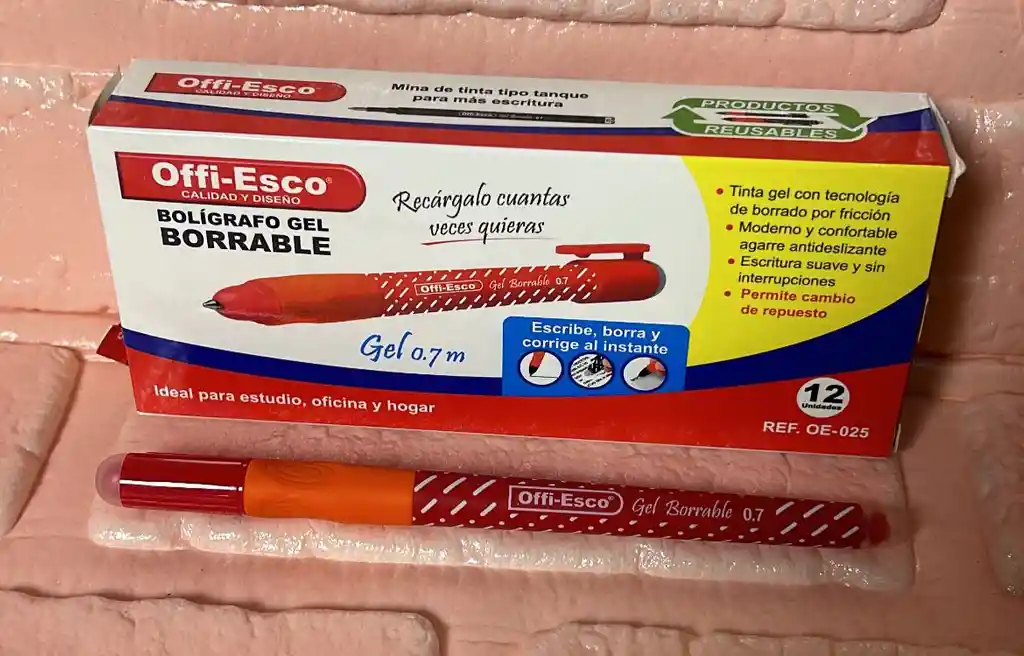 Offi-Esco
CALIDAD Y DISEÑO
Mina de tinta tipo tanque
para más escritura
PRODUCTOS
REUSABLES
Offi-Esco®
CALIDAD Y DISEÑO
BOLÍGRAFO GEL
BORRABLE
Recárgalo cuantas
veces quieras
Offi-Esco Gel Borrable 0.7
Gel 0.7 m
Escribe, borra y
corrige al instante
• Tinta gel con tecnología
de borrado por fricción
• Moderno y confortable
agarre antideslizante
• Escritura suave y sin
interrupciones
• Permite cambio
de repuesto
Ideal para estudio, oficina y hogar
12
Unidades
REF. OE-025
Offi-Esco® Gel Borrable 0.7